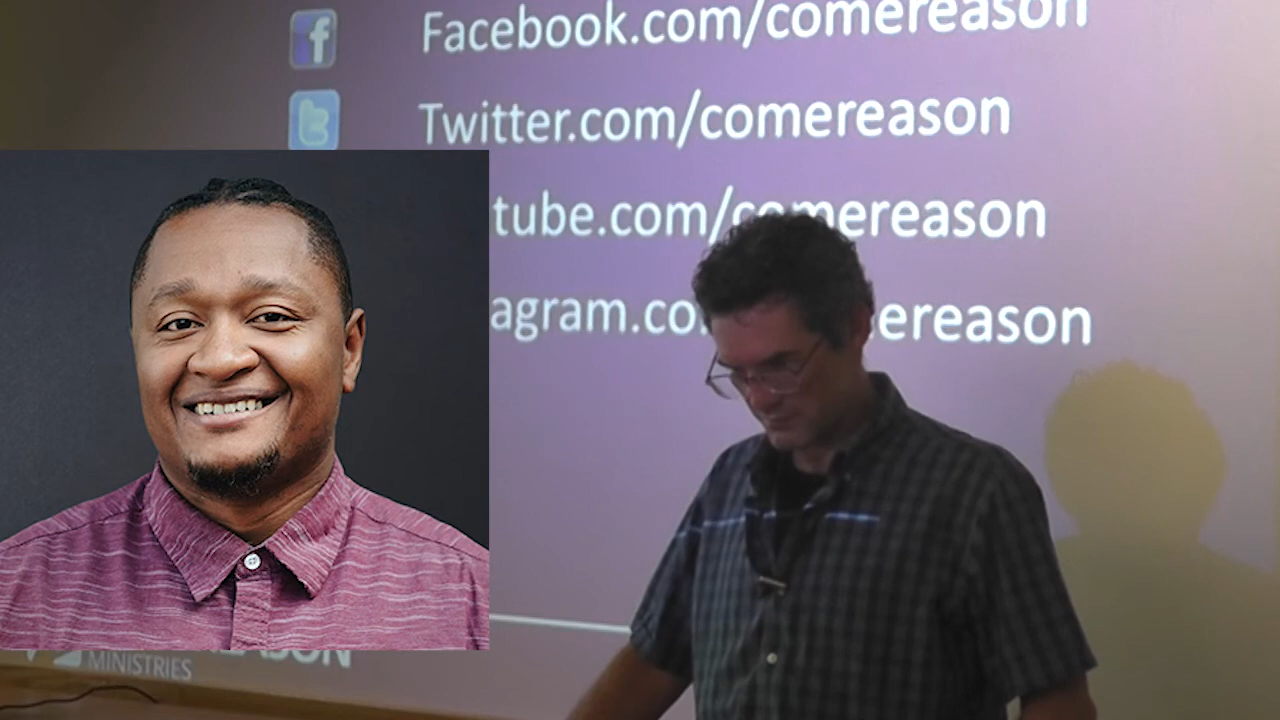 Facebook.com/comereason
Twitter.com/comereason
tube.com/comereason
agram.co ereason
MINISTRIES